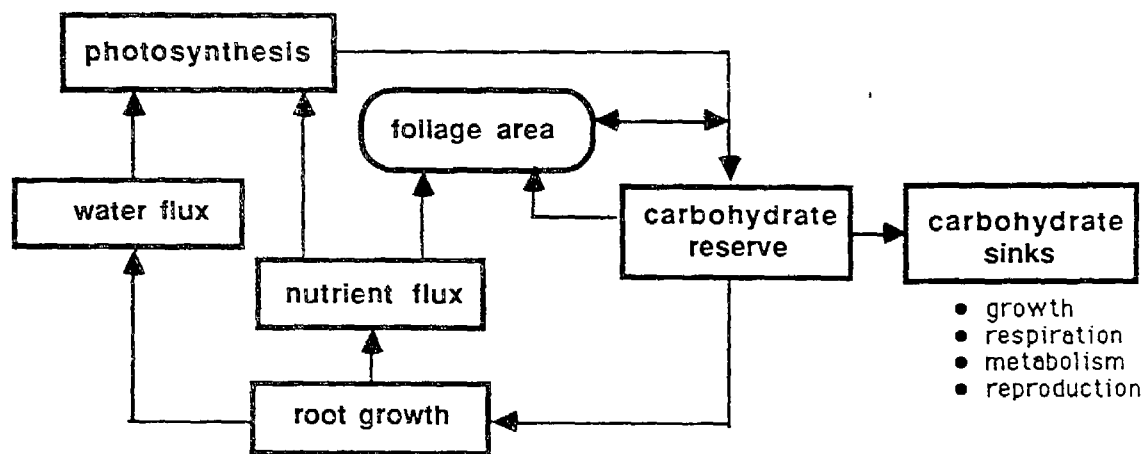 photosynthesis
foliage area
water flux
carbohydrate
reserve
carbohydrate
sinks
nutrient flux
● growth
● respiration
● metabolism
● reproduction
root growth